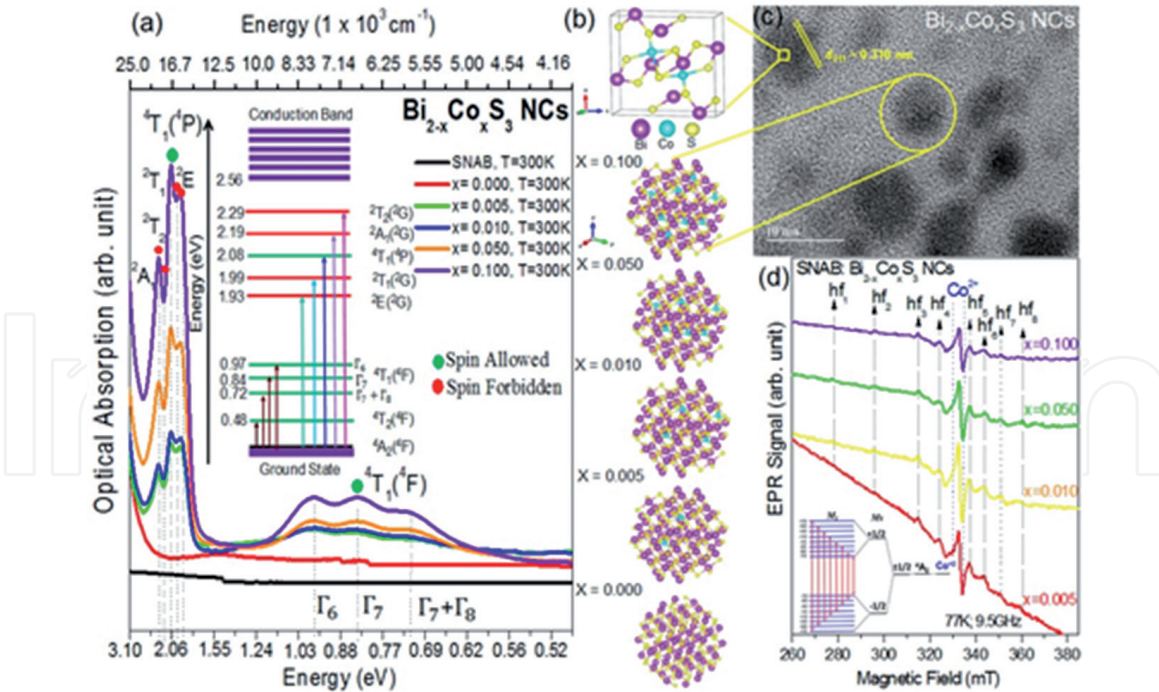 (a)
Energy (1 x 10³cm⁻¹)
25.0 16.7 12.5 10.0 8.33 7.14 6.25 5.55 5.00 4.54 4.16
⁴T₁(⁴P)
²T₁
²T
²A
Bi₂₋ₓCoₓS₃ NCs
SNAB, T=300K
x= 0.000, T=300K
x= 0.005, T=300K
x= 0.010, T=300K
x= 0.050, T=300K
x= 0.100, T=300K
Conduction Band
2.56
2.29 ²T₂(²G)
2.19 ²A₁(²G)
2.08 ⁴T₁(⁴P)
1.99 ²T₁(²G)
1.93 ²E(²G)
0.97 Γ₆
0.84 Γ₇ ⁴T₁(⁴F)
0.72 Γ₇ + Γ₈
0.48 ⁴T₂(⁴F)
⁴A₂(⁴F)
Ground State
Energy (eV)
Spin Allowed
Spin Forbidden
⁴T₁(⁴F)
Γ₆ Γ₇ Γ₇+Γ₈
Optical Absorption (arb. unit)
3.10 2.06 1.55 1.24 1.03 0.88 0.77 0.69 0.61 0.56 0.52
Energy (eV)
(b)
Bi Co S
X = 0.100
X = 0.050
X = 0.010
X = 0.005
X = 0.000
(c)
Bi₂₋ₓCoₓS₃ NCs
10 nm
(d)
SNAB: Bi₂₋ₓCoₓS₃ NCs
hf₁ hf₂ hf₃ hf₄ Co²⁺ hf₅ hf₆ hf₇ hf₈
x=0.100
x=0.050
x=0.010
x=0.005
77K; 9.5GHz
EPR Signal (arb. unit)
260 280 300 320 340 360 380
Magnetic Field (mT)